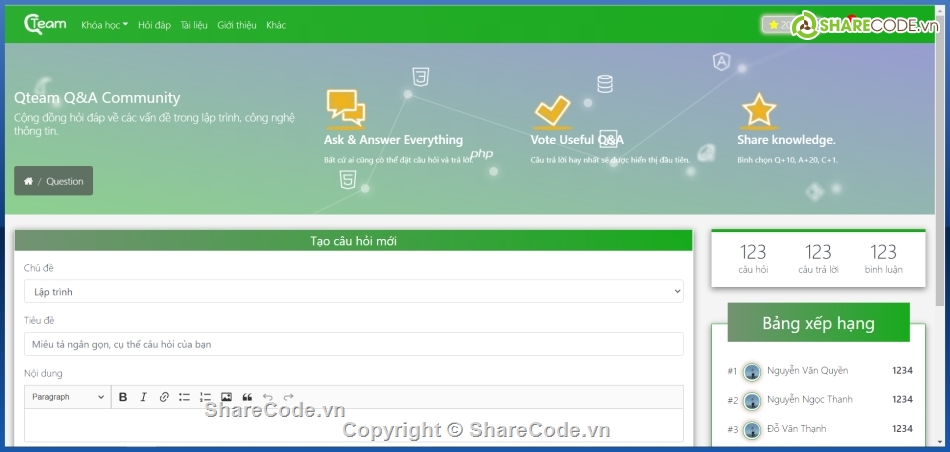 Qteam Khóa học Hỏi đáp Tài liệu Giới thiệu Khác
SHARECODE.vn
Qteam Q&A Community
Cộng đồng hỏi đáp về các vấn đề trong lập trình, công nghệ
thông tin.
Ask & Answer Everything
Bất cứ ai cũng có thể đặt câu hỏi và trả lời.
php
Vote Useful Q&A
Câu trả lời hay nhất sẽ được hiển thị đầu tiên.
Share knowledge.
Bình chọn Q+10, A+20, C+1.
/ Question
Tạo câu hỏi mới
Chủ đề
Lập trình
Tiêu đề
Miêu tả ngắn gọn, cụ thể câu hỏi của bạn
Nội dung
Paragraph B I
123 123 123
câu hỏi câu trả lời bình luận
Bảng xếp hạng
#1 Nguyễn Văn Quyền 1234
#2 Nguyễn Ngọc Thạnh 1234
#3 Đỗ Văn Thạnh 1234
ShareCode.vn
Copyright © ShareCode.vn